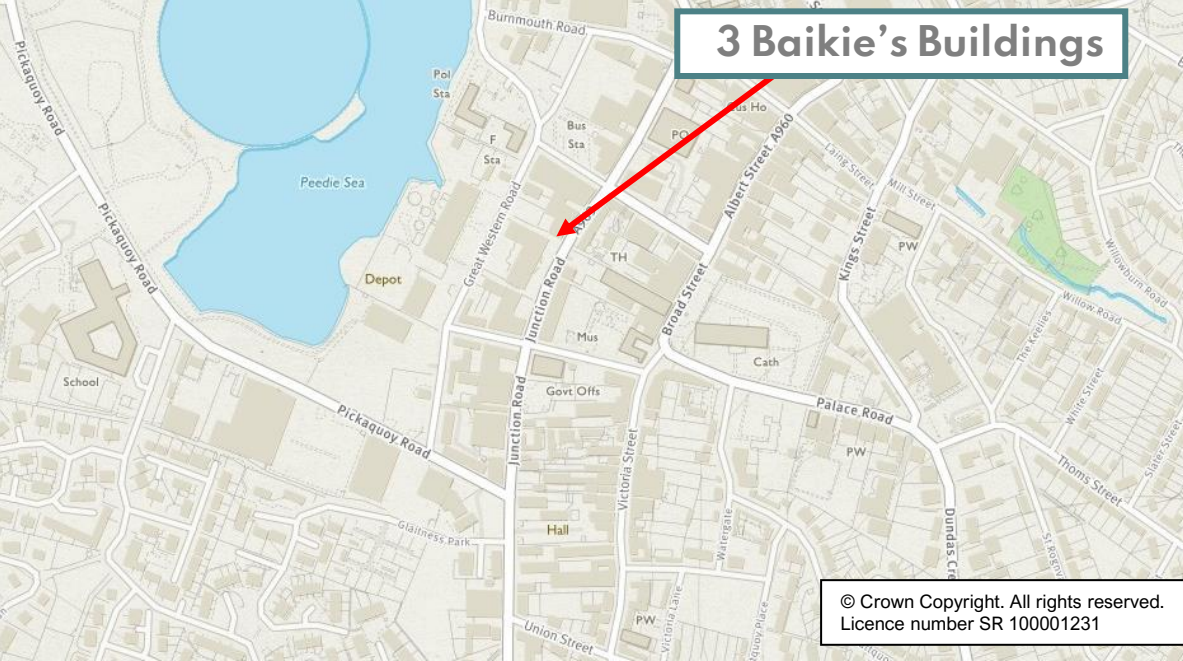 Burnmouth Road
3 Baikie's Buildings
Pickaquoy Road
Pol
Sta
Bus
Sta
F
Sta
PO
Albert Street A960
Laing Street
Mill Street
Peedie Sea
Great Western Road
Pickaquoy Road
Kings Street
PW
TH
Depot
Junction Road
Broad Street
Willowburn Road
Willow Road
The Keelies
Mus
Cath
School
Govt Offs
White Street
Pickaquoy Road
Junction Road
Palace Road
PW
Victoria Street
Thoms Street
Slater Street
Glaitness Park
Hall
Watergate
Dundas Cre
St Rognv
© Crown Copyright. All rights reserved.
Licence number SR 100001231
Union Street
PW
Victoria Lane